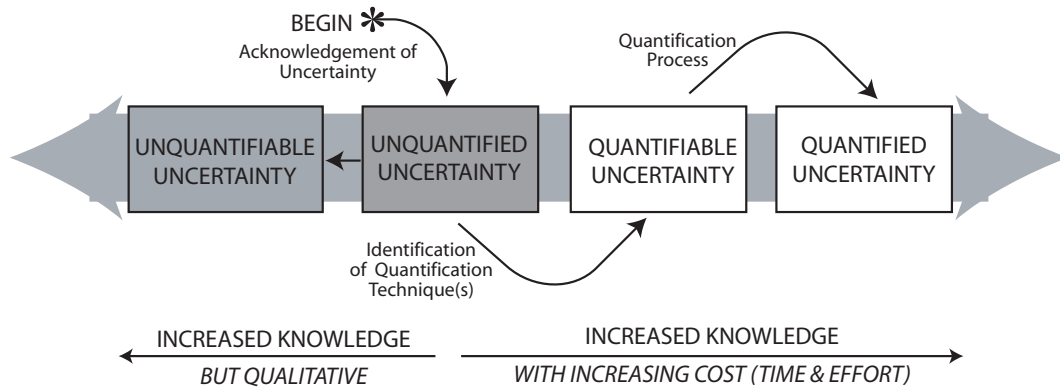 BEGIN *
Acknowledgement of
Uncertainty
Quantification
Process
UNQUANTIFIABLE
UNCERTAINTY
UNQUANTIFIED
UNCERTAINTY
QUANTIFIABLE
UNCERTAINTY
QUANTIFIED
UNCERTAINTY
Identification
of Quantification
Technique(s)
INCREASED KNOWLEDGE
BUT QUALITATIVE
INCREASED KNOWLEDGE
WITH INCREASING COST (TIME & EFFORT)